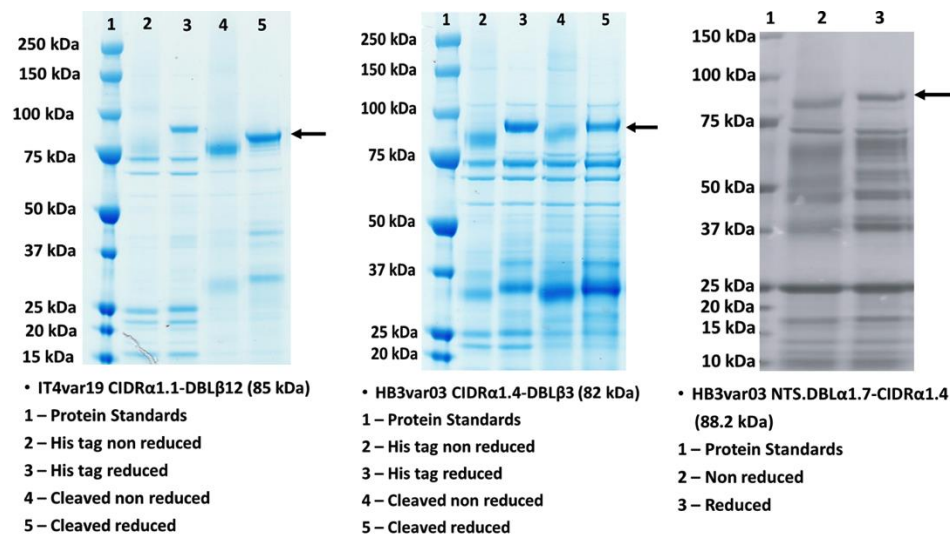 1 2 3 4 5
250 kDa
150 kDa
100 kDa
75 kDa
50 kDa
37 kDa
25 kDa
20 kDa
15 kDa
• IT4var19 CIDRα1.1-DBLβ12 (85 kDa)
1 – Protein Standards
2 – His tag non reduced
3 – His tag reduced
4 – Cleaved non reduced
5 – Cleaved reduced
1 2 3 4 5
250 kDa
150 kDa
100 kDa
75 kDa
50 kDa
37 kDa
25 kDa
20 kDa
• HB3var03 CIDRα1.4-DBLβ3 (82 kDa)
1 – Protein Standards
2 – His tag non reduced
3 – His tag reduced
4 – Cleaved non reduced
5 – Cleaved reduced
1 2 3
150 kDa
100 kDa
75 kDa
50 kDa
37 kDa
25 kDa
20 kDa
15 kDa
10 kDa
• HB3var03 NTS.DBLα1.7-CIDRα1.4
(88.2 kDa)
1 – Protein Standards
2 – Non reduced
3 – Reduced